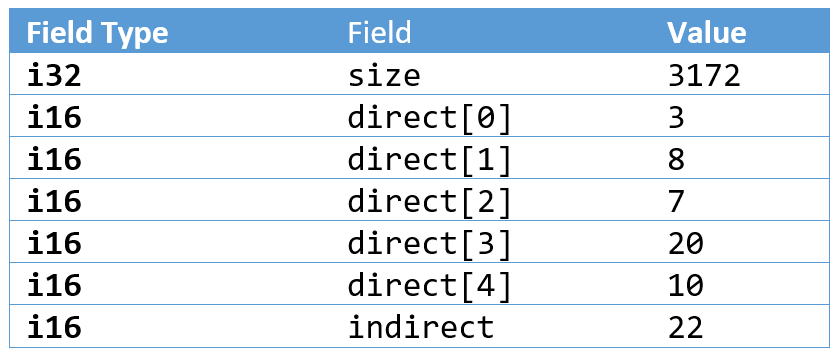 Field Type Field Value
i32 size 3172
i16 direct[0] 3
i16 direct[1] 8
i16 direct[2] 7
i16 direct[3] 20
i16 direct[4] 10
i16 indirect 22